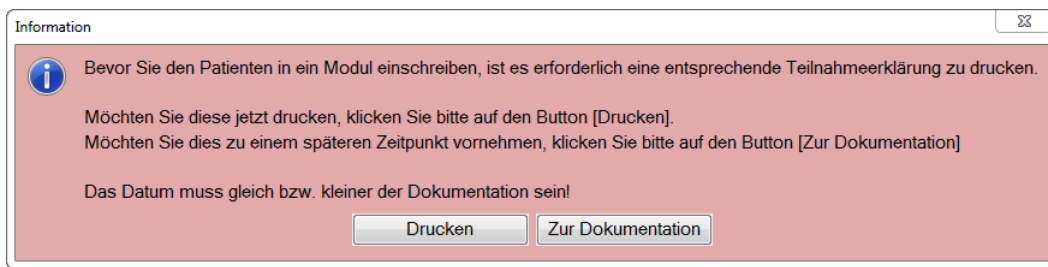 Information
Bevor Sie den Patienten in ein Modul einschreiben, ist es erforderlich eine entsprechende Teilnahmeerklärung zu drucken.
Möchten Sie diese jetzt drucken, klicken Sie bitte auf den Button [Drucken].
Möchten Sie dies zu einem späteren Zeitpunkt vornehmen, klicken Sie bitte auf den Button [Zur Dokumentation]
Das Datum muss gleich bzw. kleiner der Dokumentation sein!
Drucken Zur Dokumentation